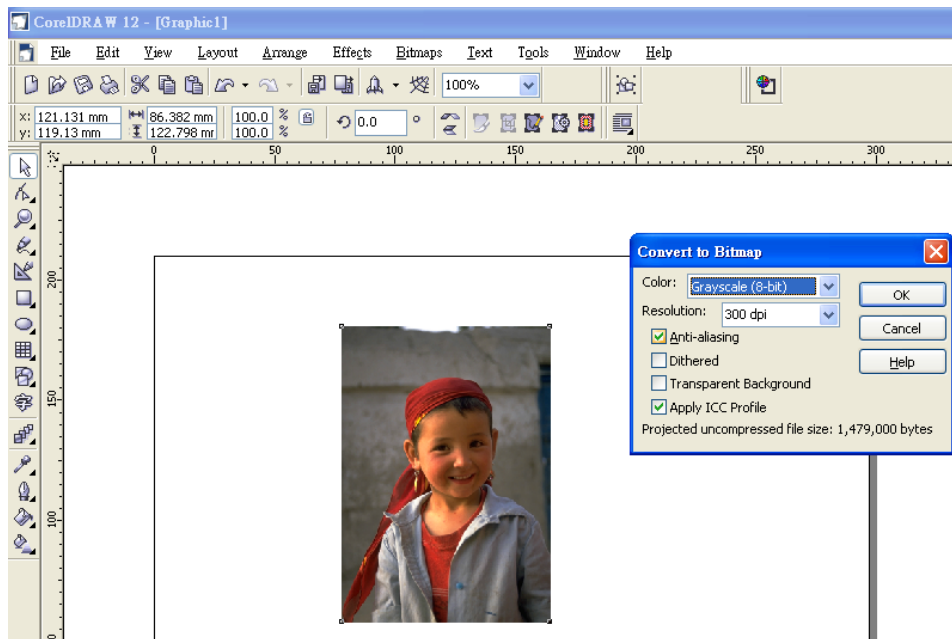 CorelDRAW 12 - [Graphic1]
File Edit View Layout Arrange Effects Bitmaps Text Tools Window Help
100%
x: 121.131 mm 86.382 mm 100.0 % 0.0 °
y: 119.13 mm 122.798 mr 100.0 %
0 50 100 150 200 250 300
200
150
100
字
Convert to Bitmap
Color: Grayscale (8-bit)
OK
Resolution: 300 dpi
Cancel
Anti-aliasing
Help
Dithered
Transparent Background
Apply ICC Profile
Projected uncompressed file size: 1,479,000 bytes